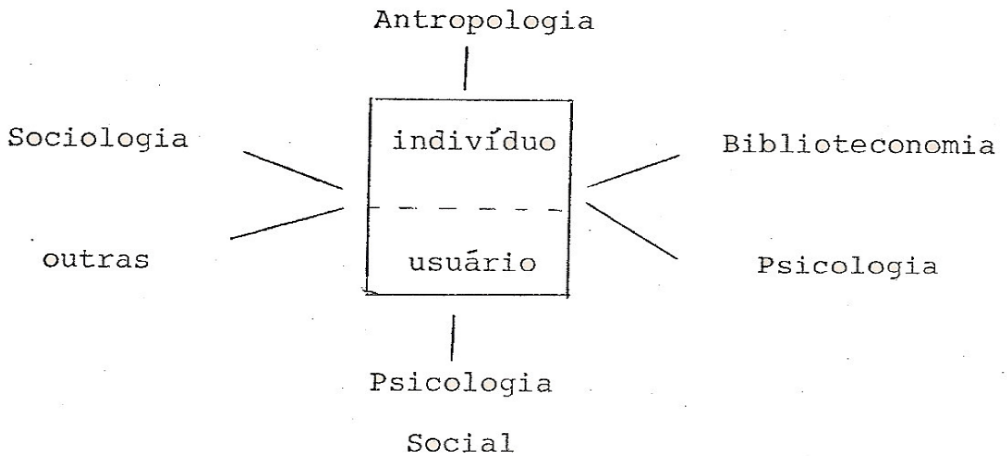 Antropologia
Sociologia
indivíduo
Biblioteconomia
outras
usuário
Psicologia
Psicologia
Social